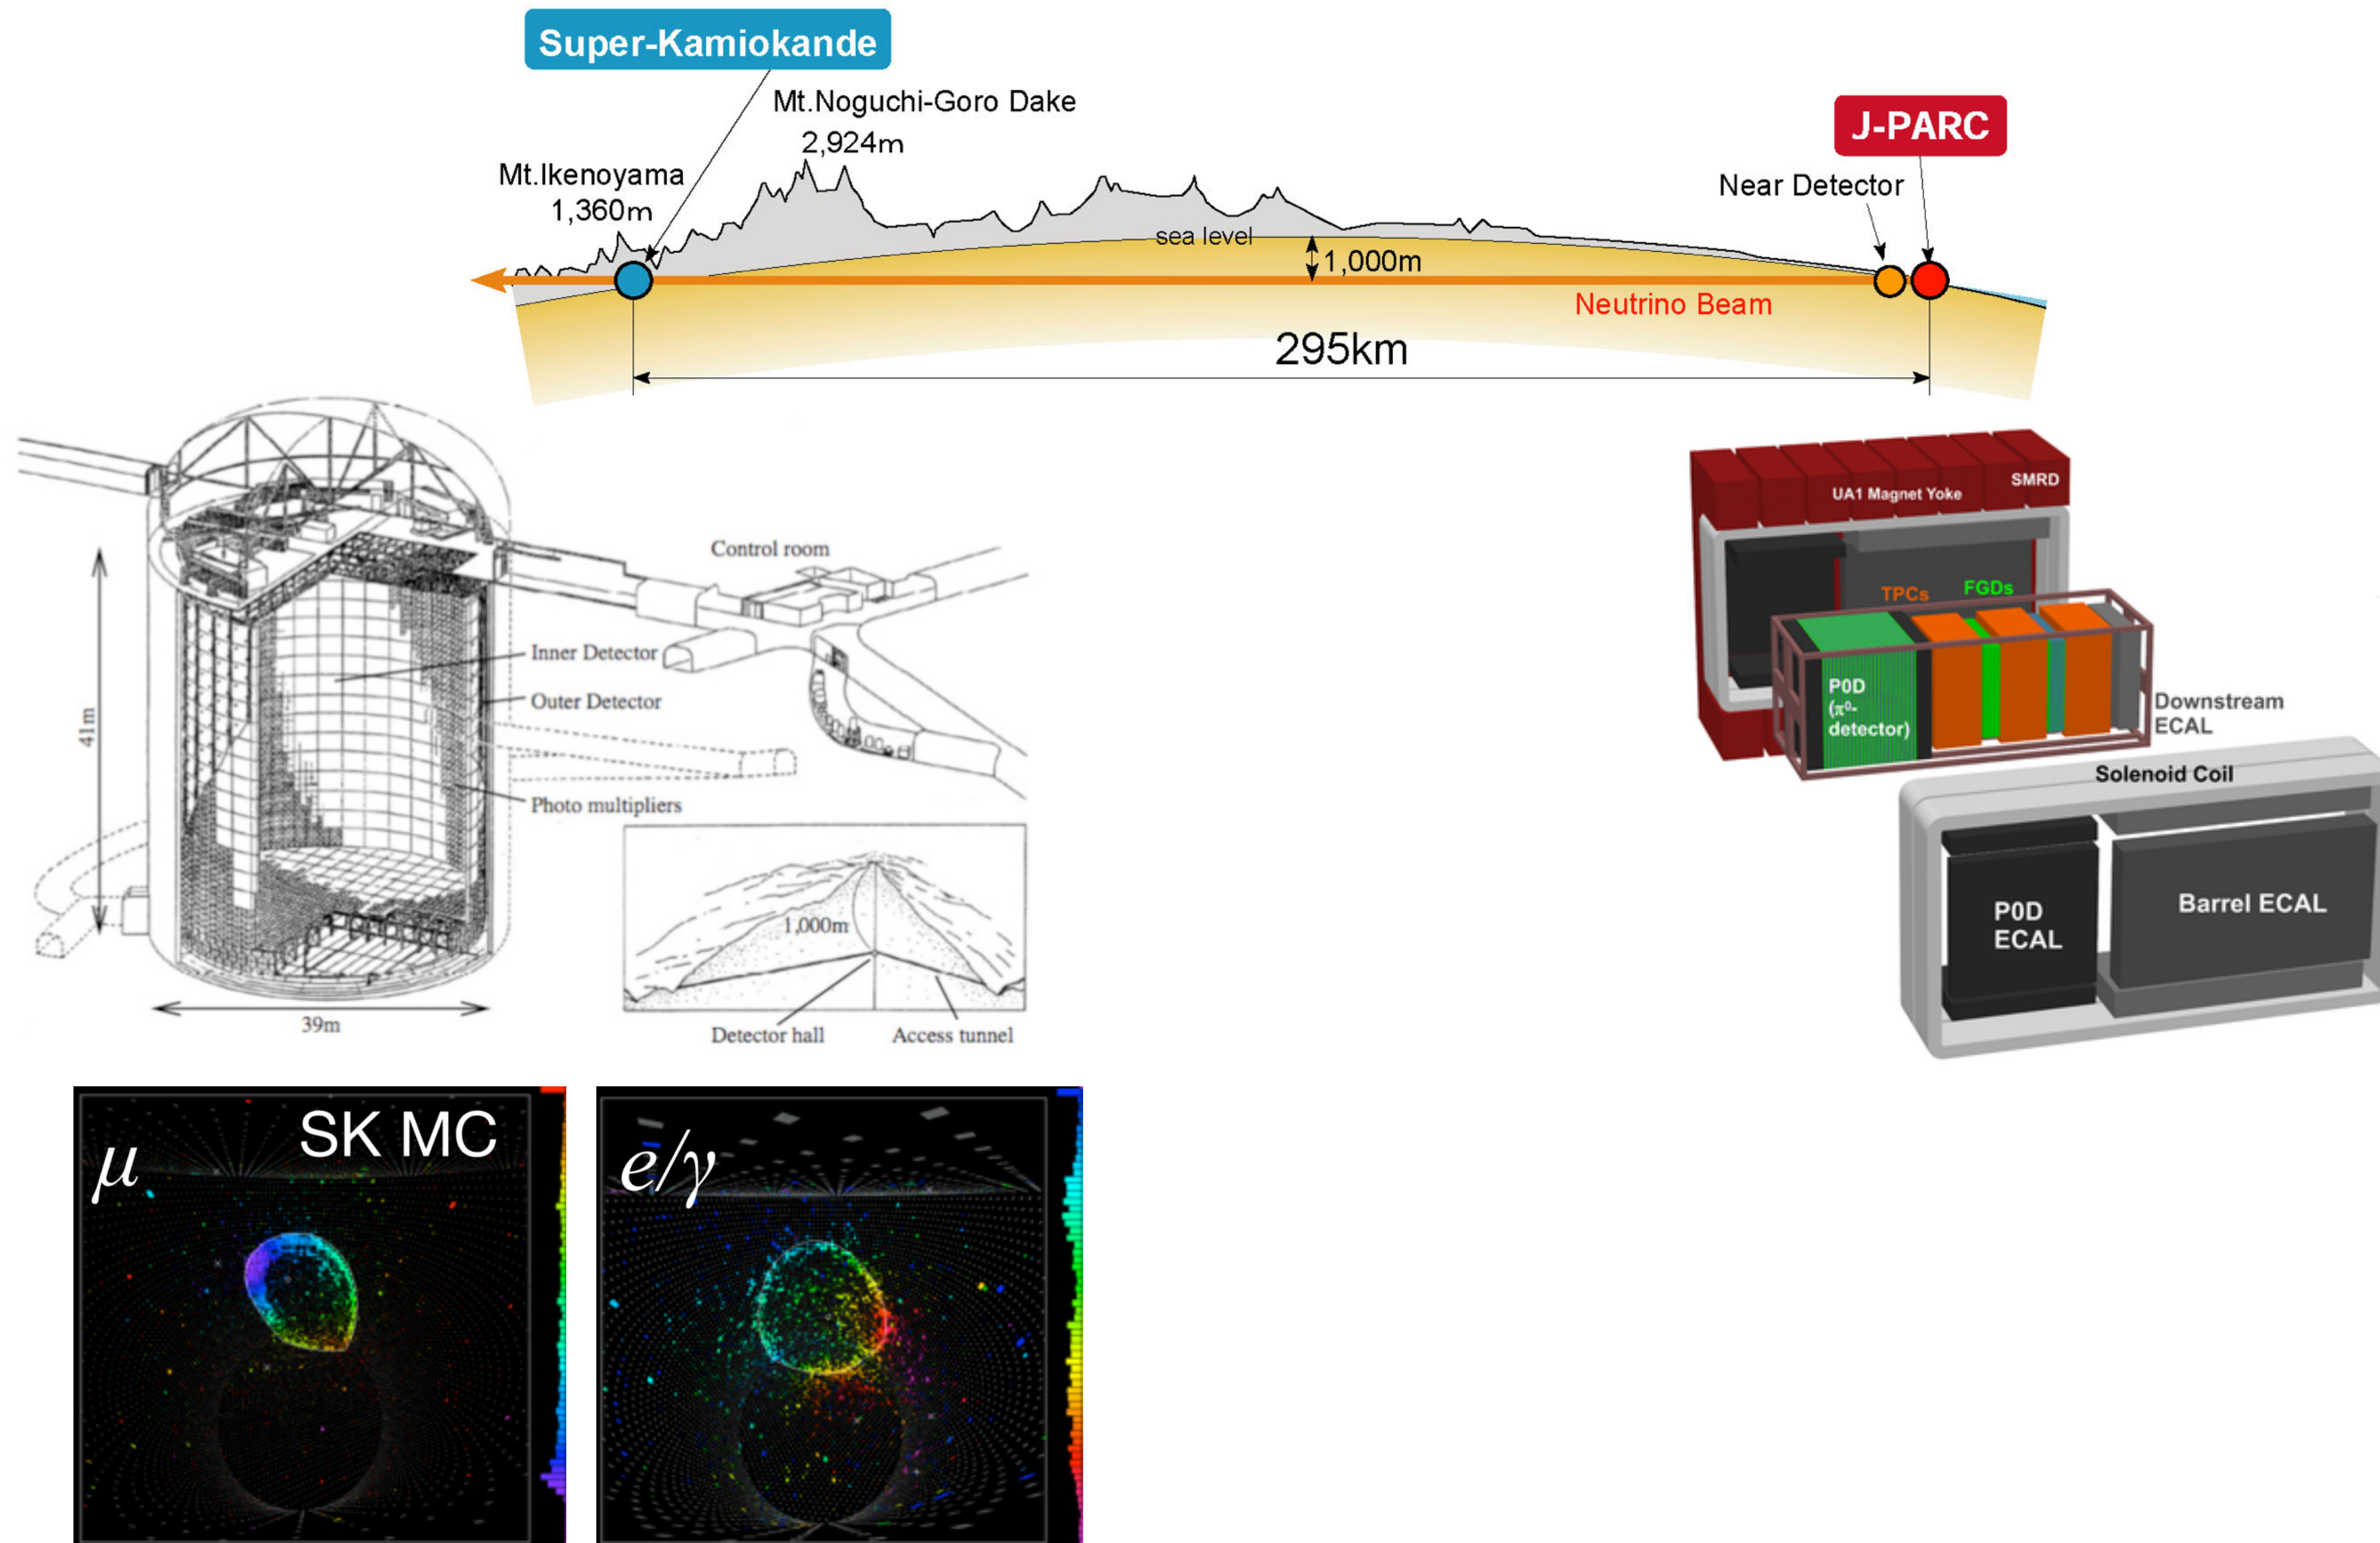 Super-Kamiokande
Mt.Noguchi-Goro Dake
2,924m
J-PARC
Mt.Ikenoyama
1,360m
Near Detector
sea level
1,000m
Neutrino Beam
295km
Control room
Inner Detector
Outer Detector
41m
Photo multipliers
1,000m
39m
Detector hall
Access tunnel
SMRD
UA1 Magnet Yoke
TPCs
FGDs
P0D
(π⁰-
detector)
Downstream
ECAL
Solenoid Coil
P0D
ECAL
Barrel ECAL
SK MC
μ
e/γ